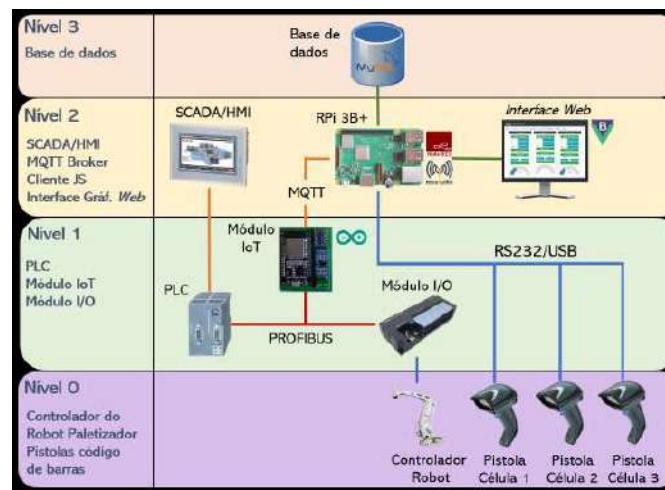 Nível 3
Base de dados
Base de
dados
MySQL
Nível 2
SCADA/HMI
MQTT Broker
Cliente JS
Interface Gráf. Web
SCADA/HMI
RPi 3B+
Interface Web
B
MQTT
Nível 1
PLC
Módulo IoT
Módulo I/O
Módulo
IoT
PLC
PROFIBUS
Módulo I/O
RS232/USB
Nível 0
Controlador do
Robot Paletizador
Pistolas código
de barras
Controlador
Robot
Pistola
Célula 1
Pistola
Célula 2
Pistola
Célula 3